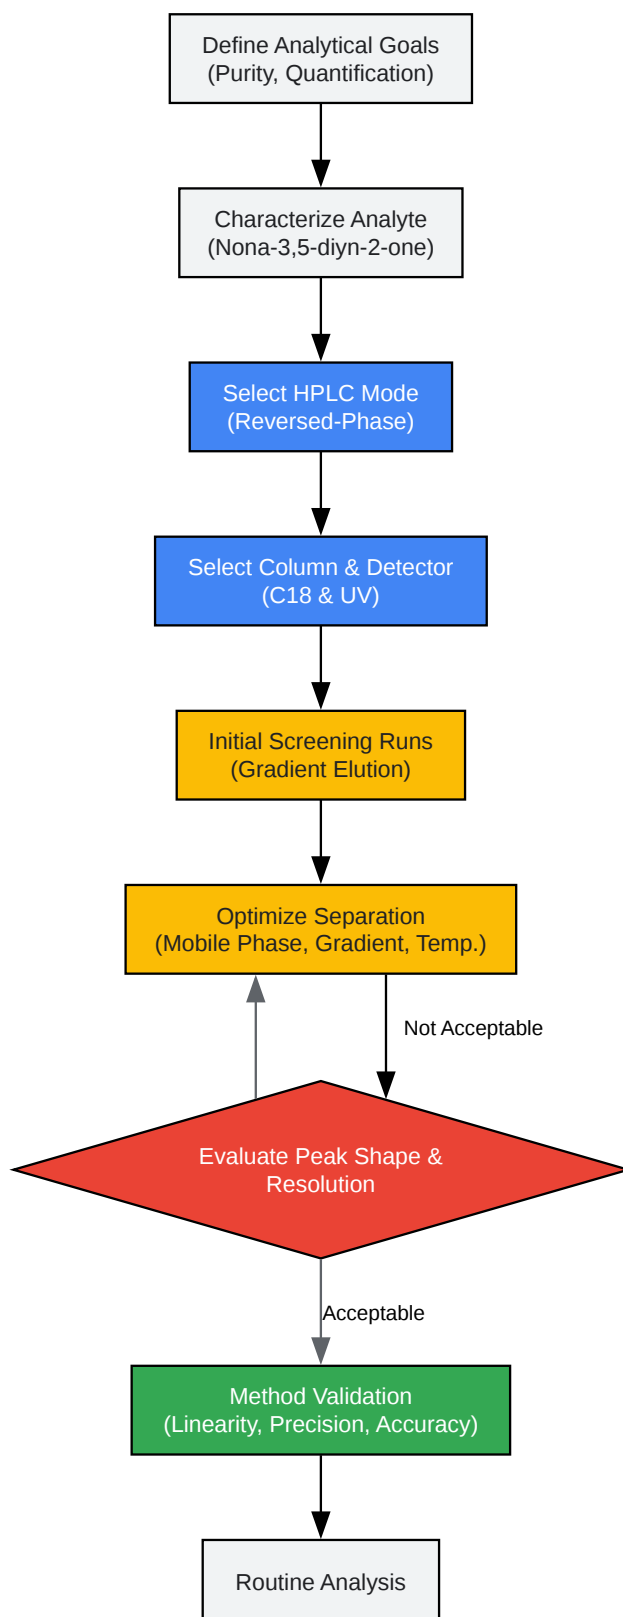 Define Analytical Goals
(Purity, Quantification)
Characterize Analyte
(Nona-3,5-diyn-2-one)
Select HPLC Mode
(Reversed-Phase)
Select Column & Detector
(C18 & UV)
Initial Screening Runs
(Gradient Elution)
Optimize Separation
(Mobile Phase, Gradient, Temp.)
Not Acceptable
Evaluate Peak Shape &
Resolution
Acceptable
Method Validation
(Linearity, Precision, Accuracy)
Routine Analysis